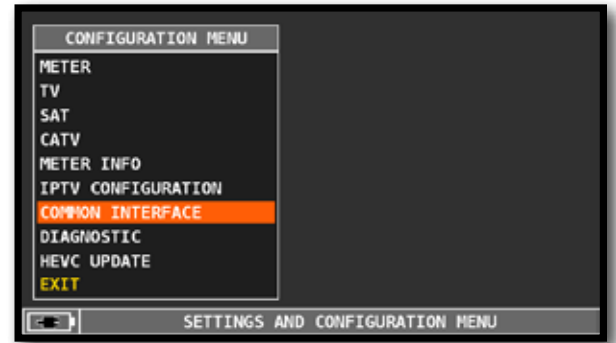 CONFIGURATION MENU
METER
TV
SAT
CATV
METER INFO
IPTV CONFIGURATION
COMMON INTERFACE
DIAGNOSTIC
HEVC UPDATE
EXIT
SETTINGS AND CONFIGURATION MENU